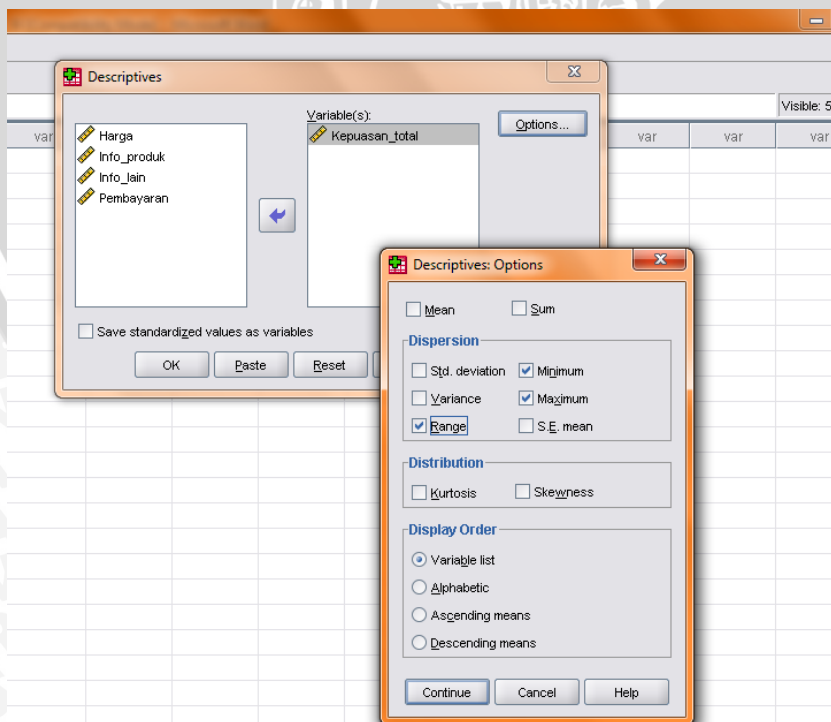 Descriptives
Visible: 5
var
var
var
var
Variable(s):
Harga
Info_produk
Info_lain
Pembayaran
Kepuasan_total
Options...
Save standardized values as variables
OK
Paste
Reset
Descriptives: Options
Mean
Sum
Dispersion
Std. deviation
Minimum
Variance
Maximum
Range
S.E. mean
Distribution
Kurtosis
Skewness
Display Order
Variable list
Alphabetic
Ascending means
Descending means
Continue
Cancel
Help